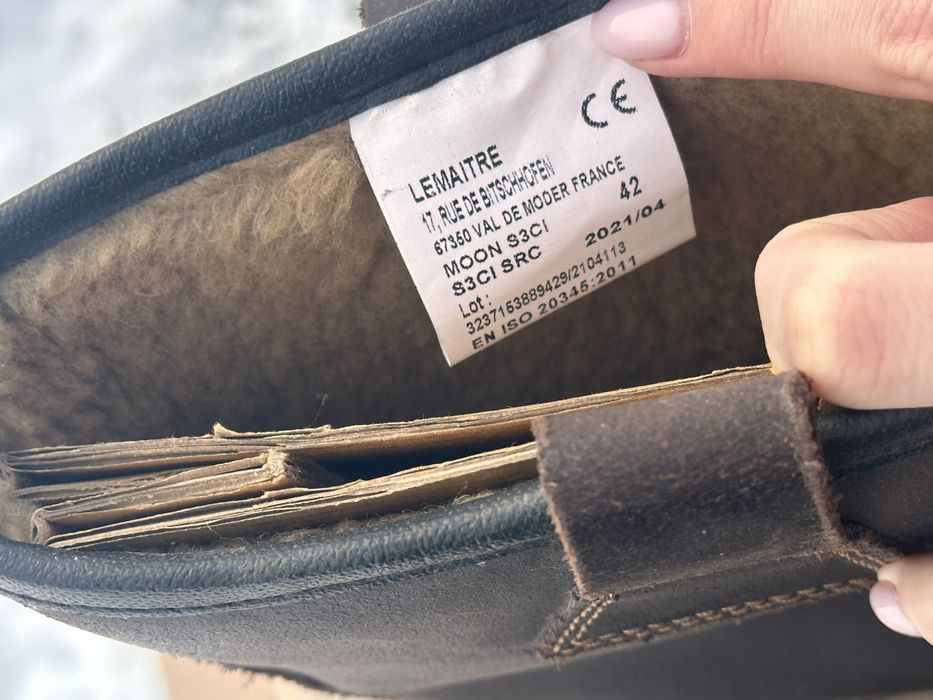 CE
LEMAITRE
17, RUE DE BITSCHHOFEN
67350 VAL DE MODER FRANCE
MOON S3CI 42
S3CI SRC 2021/04
Lot :
3237153889429/2104113
EN ISO 20345:2011